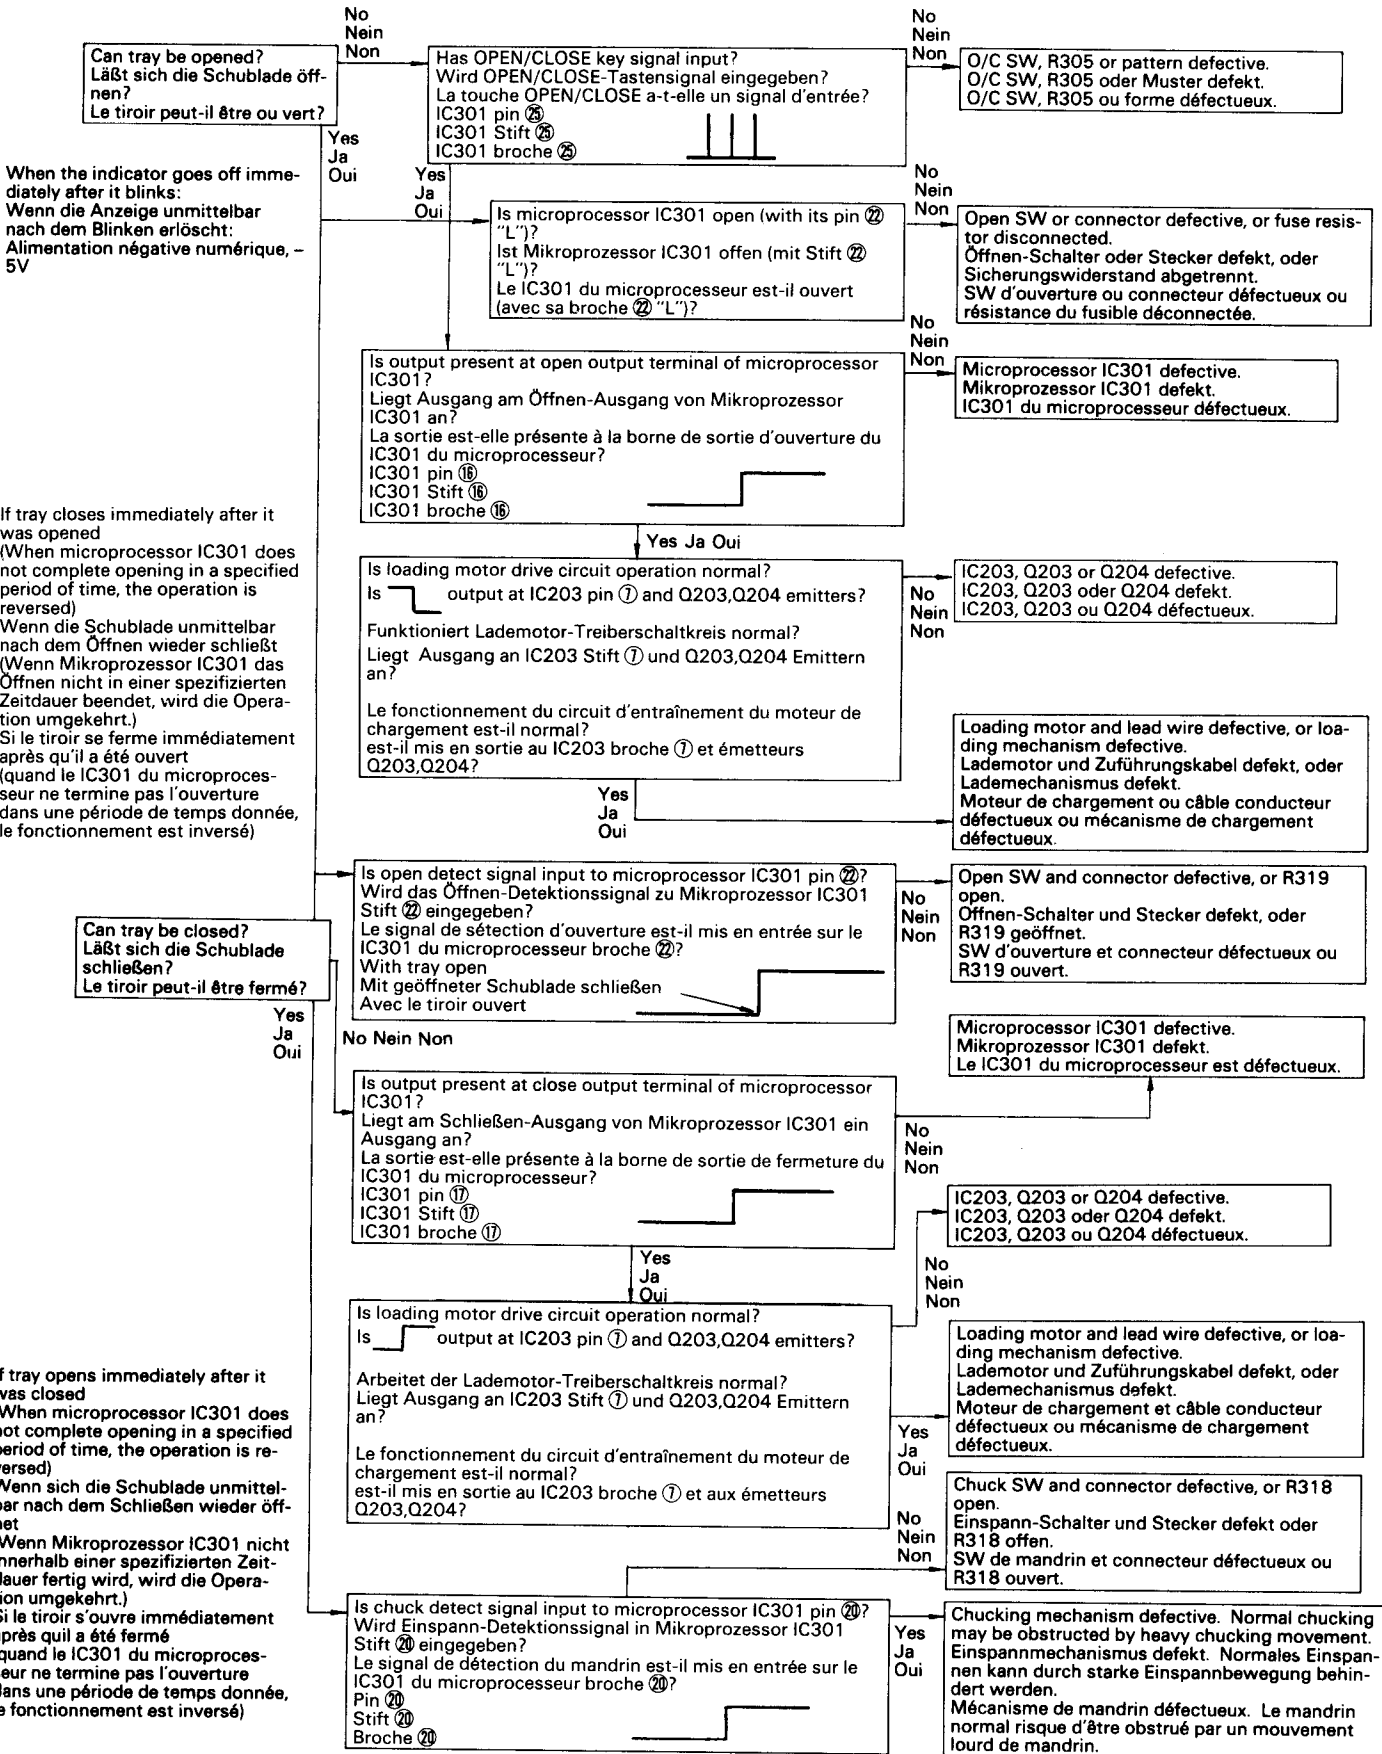 No
Nein
Non
Can tray be opened?
Läßt sich die Schublade öff-
nen?
Le tiroir peut-il être ou vert?
Has OPEN/CLOSE key signal input?
Wird OPEN/CLOSE-Tastensignal eingegeben?
La touche OPEN/CLOSE a-t-elle un signal d'entrée?
IC301 pin ㉕
IC301 Stift ㉕
IC301 broche ㉕
No
Nein
Non
O/C SW, R305 or pattern defective.
O/C SW, R305 oder Muster defekt.
O/C SW, R305 ou forme défectueux.
Yes
Ja
Oui
When the indicator goes off imme-
diately after it blinks:
Wenn die Anzeige unmittelbar
nach dem Blinken erlöscht:
Alimentation négative numérique, –
5V
Yes
Ja
Oui
Is microprocessor IC301 open (with its pin ㉒
"L")?
Ist Mikroprozessor IC301 offen (mit Stift ㉒
"L")?
Le IC301 du microprocesseur est-il ouvert
(avec sa broche ㉒ "L")?
No
Nein
Non
Open SW or connector defective, or fuse resis-
tor disconnected.
Öffnen-Schalter oder Stecker defekt, oder
Sicherungswiderstand abgetrennt.
SW d'ouverture ou connecteur défectueux ou
résistance du fusible déconnectée.
Is output present at open output terminal of microprocessor
IC301?
Liegt Ausgang am Öffnen-Ausgang von Mikroprozessor
IC301 an?
La sortie est-elle présente à la borne de sortie d'ouverture du
IC301 du microprocesseur?
IC301 pin ⑯
IC301 Stift ⑯
IC301 broche ⑯
No
Nein
Non
Microprocessor IC301 defective.
Mikroprozessor IC301 defekt.
IC301 du microprocesseur défectueux.
Yes Ja Oui
If tray closes immediately after it
was opened
(When microprocessor IC301 does
not complete opening in a specified
period of time, the operation is
reversed)
Wenn die Schublade unmittelbar
nach dem Öffnen wieder schließt
(Wenn Mikroprozessor IC301 das
Öffnen nicht in einer spezifizierten
Zeitdauer beendet, wird die Opera-
tion umgekehrt.)
Si le tiroir se ferme immédiatement
après qu'il a été ouvert
(quand le IC301 du microproces-
seur ne termine pas l'ouverture
dans une période de temps donnée,
le fonctionnement est inversé)
Is loading motor drive circuit operation normal?
Is output at IC203 pin ⑦ and Q203,Q204 emitters?
Funktioniert Lademotor-Treiberschaltkreis normal?
Liegt Ausgang an IC203 Stift ⑦ und Q203,Q204 Emittern
an?
Le fonctionnement du circuit d'entraînement du moteur de
chargement est-il normal?
est-il mis en sortie au IC203 broche ⑦ et émetteurs
Q203,Q204?
No
Nein
Non
IC203, Q203 or Q204 defective.
IC203, Q203 oder Q204 defekt.
IC203, Q203 ou Q204 défectueux.
Yes
Ja
Oui
Loading motor and lead wire defective, or loa-
ding mechanism defective.
Lademotor und Zuführungskabel defekt, oder
Lademechanismus defekt.
Moteur de chargement ou câble conducteur
défectueux ou mécanisme de chargement
défectueux.
Is open detect signal input to microprocessor IC301 pin ㉒?
Wird das Öffnen-Detektionssignal zu Mikroprozessor IC301
Stift ㉒ eingegeben?
Le signal de sétection d'ouverture est-il mis en entrée sur le
IC301 du microprocesseur broche ㉒?
With tray open
Mit geöffneter Schublade schließen
Avec le tiroir ouvert
No
Nein
Non
Open SW and connector defective, or R319
open.
Offnen-Schalter und Stecker defekt, oder
R319 geöffnet.
SW d'ouverture et connecteur défectueux ou
R319 ouvert.
Can tray be closed?
Läßt sich die Schublade
schließen?
Le tiroir peut-il être fermé?
Yes
Ja
Oui
No Nein Non
Microprocessor IC301 defective.
Mikroprozessor IC301 defekt.
Le IC301 du microprocesseur est défectueux.
Is output present at close output terminal of microprocessor
IC301?
Liegt am Schließen-Ausgang von Mikroprozessor IC301 ein
Ausgang an?
La sortie est-elle présente à la borne de sortie de fermeture du
IC301 du microprocesseur?
IC301 pin ⑰
IC301 Stift ⑰
IC301 broche ⑰
No
Nein
Non
IC203, Q203 or Q204 defective.
IC203, Q203 oder Q204 defekt.
IC203, Q203 ou Q204 défectueux.
Yes
Ja
Oui
No
Nein
Non
Is loading motor drive circuit operation normal?
Is output at IC203 pin ⑦ and Q203,Q204 emitters?
Arbeitet der Lademotor-Treiberschaltkreis normal?
Liegt Ausgang an IC203 Stift ⑦ und Q203,Q204 Emittern
an?
Le fonctionnement du circuit d'entraînement du moteur de
chargement est-il normal?
est-il mis en sortie au IC203 broche ⑦ et aux émetteurs
Q203,Q204?
Yes
Ja
Oui
Loading motor and lead wire defective, or loa-
ding mechanism defective.
Lademotor und Zuführungskabel defekt, oder
Lademechanismus defekt.
Moteur de chargement et câble conducteur
défectueux ou mécanisme de chargement
défectueux.
f tray opens immediately after it
was closed
When microprocessor IC301 does
not complete opening in a specified
period of time, the operation is re-
versed)
Wenn sich die Schublade unmittel-
bar nach dem Schließen wieder öff-
net
Wenn Mikroprozessor IC301 nicht
innerhalb einer spezifizierten Zeit-
dauer fertig wird, wird die Opera-
tion umgekehrt.)
Si le tiroir s'ouvre immédiatement
après quil a été fermé
quand le IC301 du microproces-
seur ne termine pas l'ouverture
dans une période de temps donnée,
e fonctionnement est inversé)
No
Nein
Non
Chuck SW and connector defective, or R318
open.
Einspann-Schalter und Stecker defekt oder
R318 offen.
SW de mandrin et connecteur défectueux ou
R318 ouvert.
Is chuck detect signal input to microprocessor IC301 pin ⑳?
Wird Einspann-Detektionssignal in Mikroprozessor IC301
Stift ⑳ eingegeben?
Le signal de détection du mandrin est-il mis en entrée sur le
IC301 du microprocesseur broche ⑳?
Pin ⑳
Stift ⑳
Broche ⑳
Yes
Ja
Oui
Chucking mechanism defective. Normal chucking
may be obstructed by heavy chucking movement.
Einspannmechanismus defekt. Normales Einspan-
nen kann durch starke Einspannbewegung behin-
dert werden.
Mécanisme de mandrin défectueux. Le mandrin
normal risque d'être obstrué par un mouvement
lourd de mandrin.